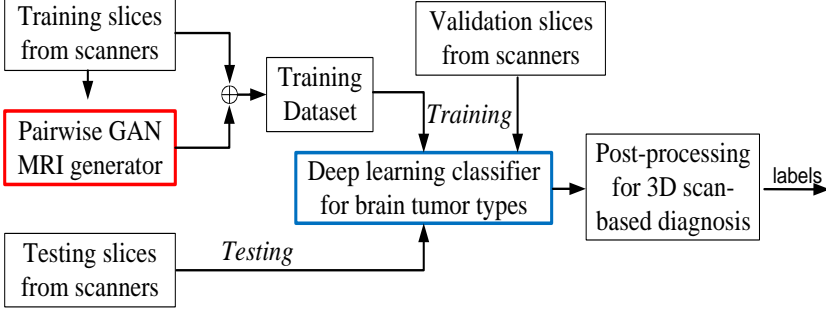 Training slices
from scanners
Validation slices
from scanners
Training
Dataset
Training
Pairwise GAN
MRI generator
Deep learning classifier
for brain tumor types
Post-processing
for 3D scan-
based diagnosis
labels
Testing slices
from scanners
Testing